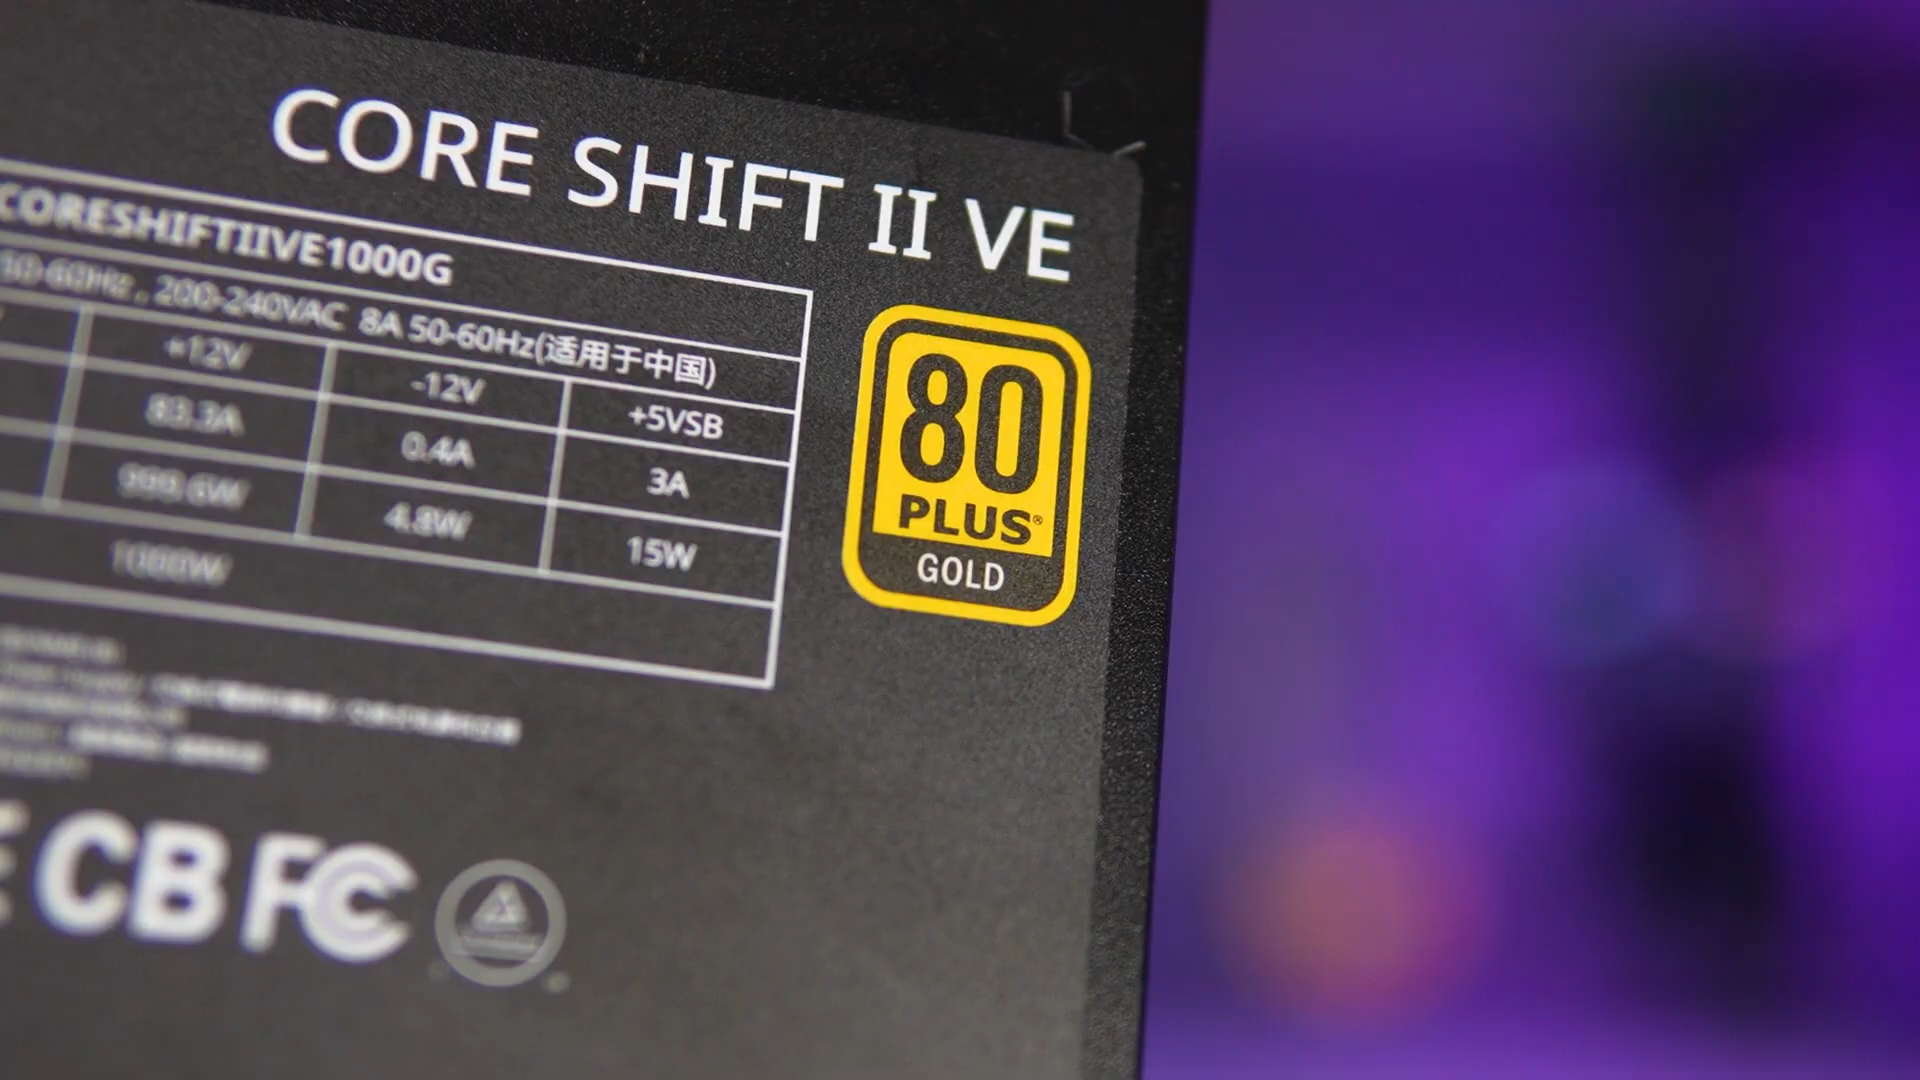 CORE SHIFT II VE
CORESHIFTIIVE1000G
50-60Hz , 200-240VAC 8A 50-60Hz(适用于中国)
+12V -12V +5VSB
83.3A 0.4A 3A
999.6W 4.8W 15W
1000W
80
PLUS®
GOLD
CB FC